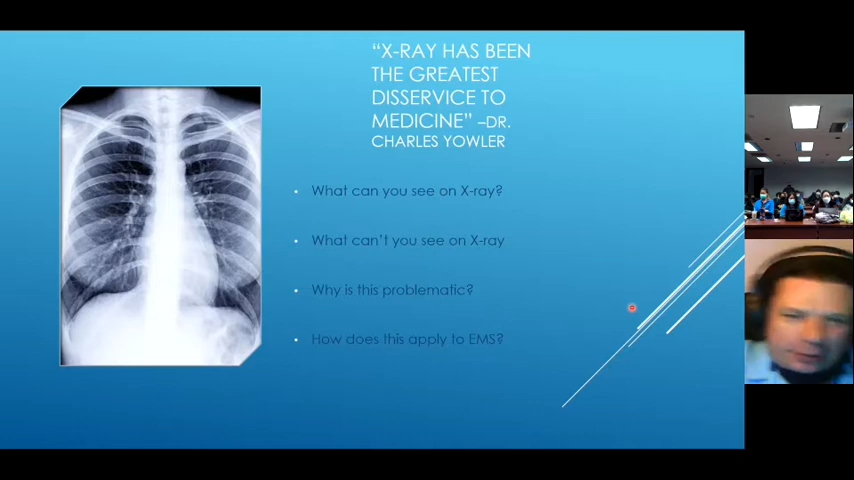 “X-RAY HAS BEEN
THE GREATEST
DISSERVICE TO
MEDICINE” –DR.
CHARLES YOWLER
• What can you see on X-ray?
• What can’t you see on X-ray
• Why is this problematic?
• How does this apply to EMS?